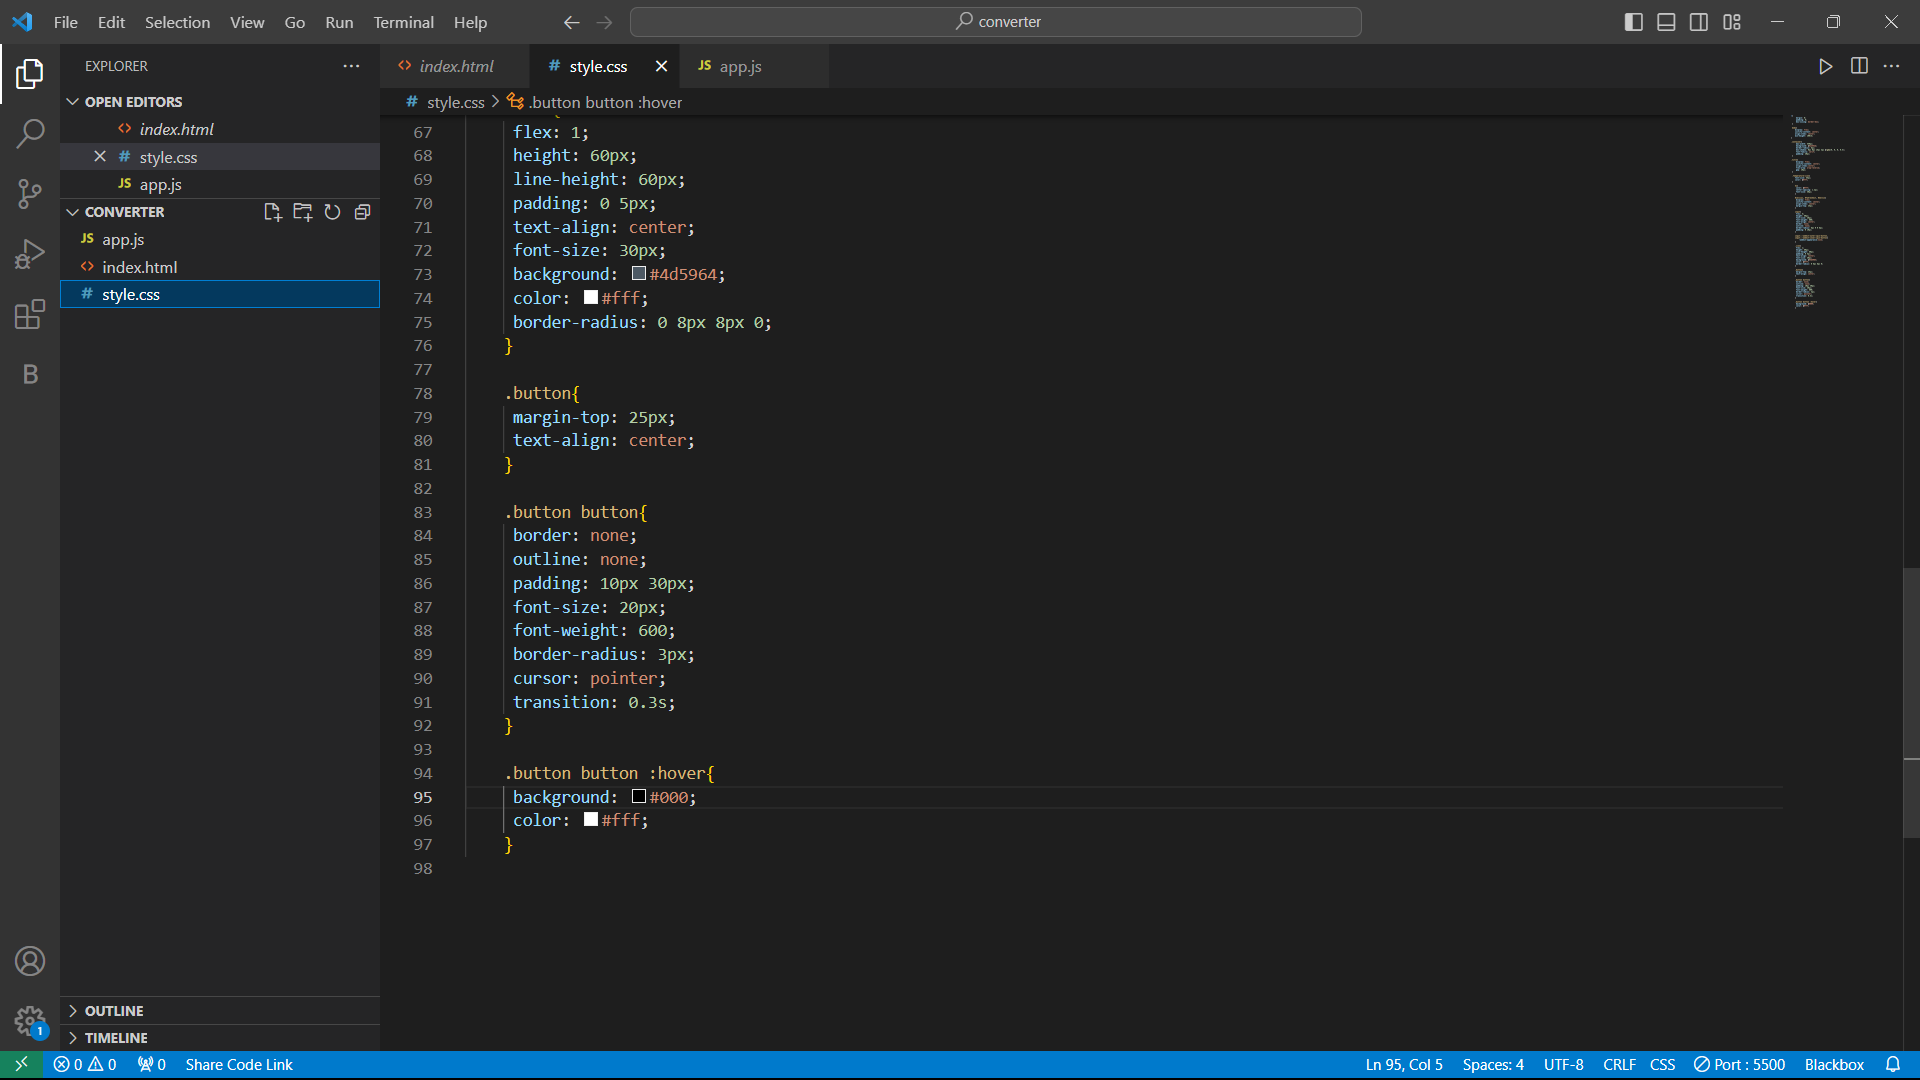 File Edit Selection View Go Run Terminal Help
converter
EXPLORER
OPEN EDITORS
index.html
style.css
app.js
CONVERTER
app.js
index.html
style.css
B
OUTLINE
TIMELINE
index.html
style.css
app.js
style.css > .button button :hover
67 flex: 1;
68 height: 60px;
69 line-height: 60px;
70 padding: 0 5px;
71 text-align: center;
72 font-size: 30px;
73 background: #4d5964;
74 color: #fff;
75 border-radius: 0 8px 8px 0;
76 }
77
78 .button{
79 margin-top: 25px;
80 text-align: center;
81 }
82
83 .button button{
84 border: none;
85 outline: none;
86 padding: 10px 30px;
87 font-size: 20px;
88 font-weight: 600;
89 border-radius: 3px;
90 cursor: pointer;
91 transition: 0.3s;
92 }
93
94 .button button :hover{
95 background: #000;
96 color: #fff;
97 }
98
1
0 0 0 Share Code Link
Ln 95, Col 5 Spaces: 4 UTF-8 CRLF CSS Port : 5500 Blackbox